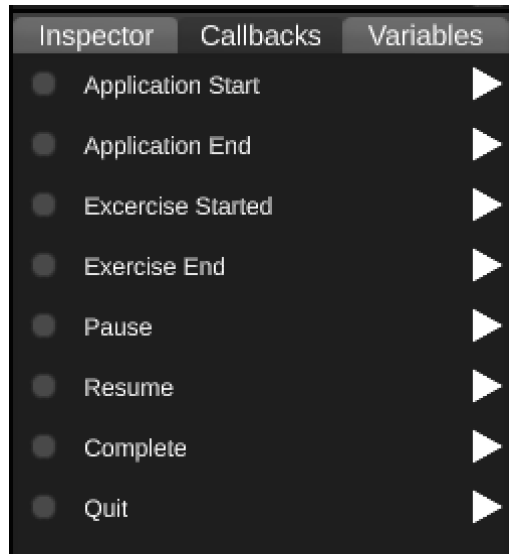 Inspector Callbacks Variables
Application Start
Application End
Excercise Started
Exercise End
Pause
Resume
Complete
Quit